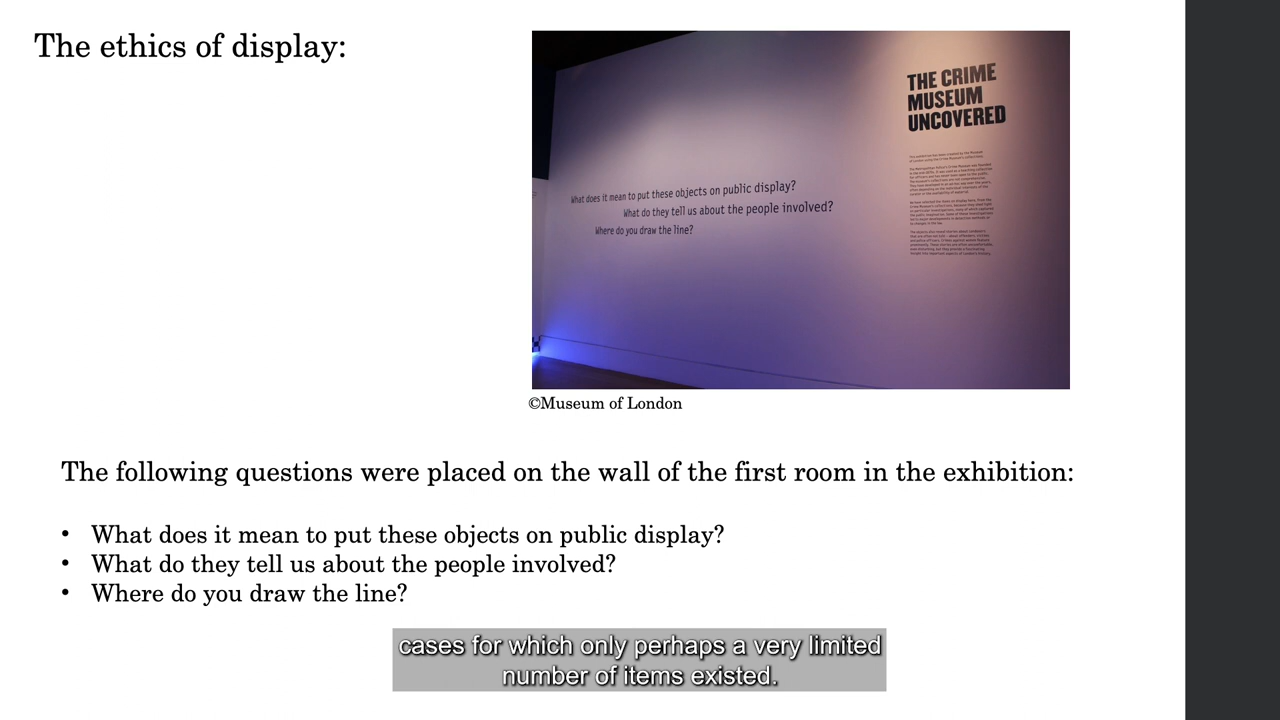 The ethics of display:
THE CRIME
MUSEUM
UNCOVERED
What does it mean to put these objects on public display?
What do they tell us about the people involved?
Where do you draw the line?
©Museum of London
The following questions were placed on the wall of the first room in the exhibition:
• What does it mean to put these objects on public display?
• What do they tell us about the people involved?
• Where do you draw the line?
cases for which only perhaps a very limited
number of items existed.